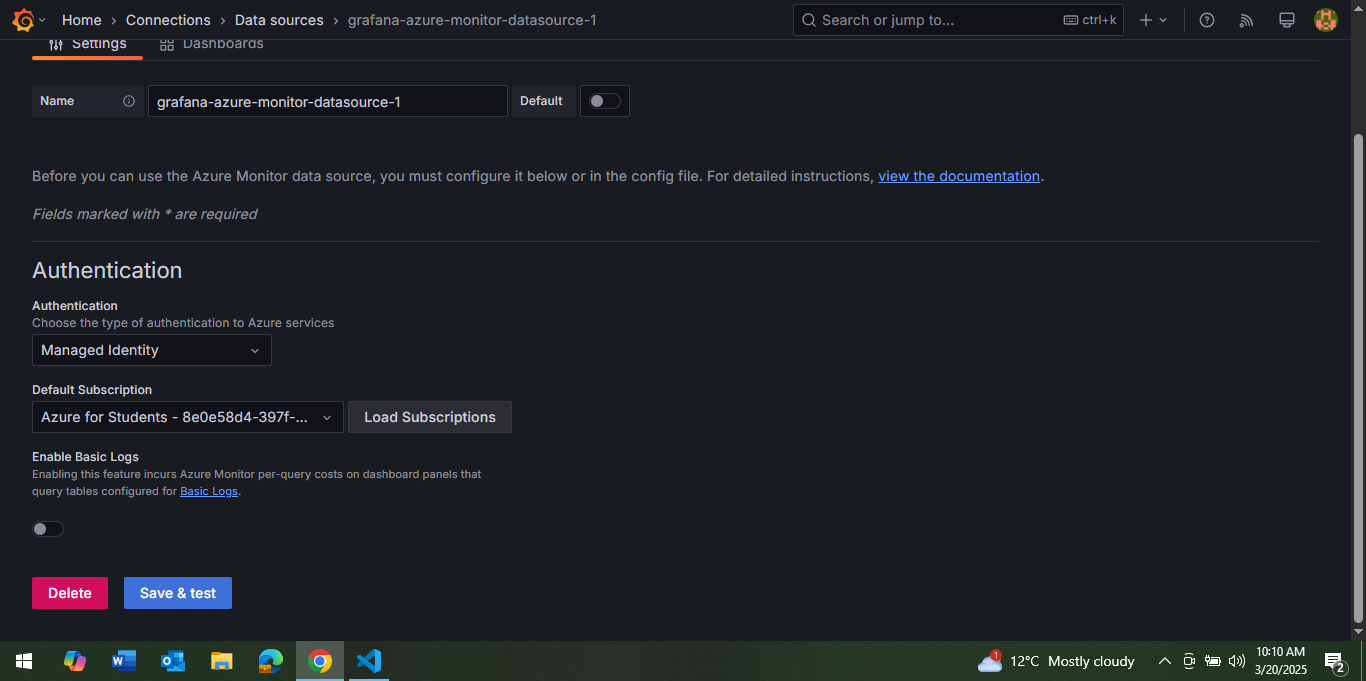 Home › Connections › Data sources › grafana-azure-monitor-datasource-1
Search or jump to... ctrl+k
Settings Dashboards
Name grafana-azure-monitor-datasource-1 Default
Before you can use the Azure Monitor data source, you must configure it below or in the config file. For detailed instructions, view the documentation.
Fields marked with * are required
Authentication
Authentication
Choose the type of authentication to Azure services
Managed Identity
Default Subscription
Azure for Students - 8e0e58d4-397f-... Load Subscriptions
Enable Basic Logs
Enabling this feature incurs Azure Monitor per-query costs on dashboard panels that
query tables configured for Basic Logs.
Delete Save & test
1 12°C Mostly cloudy
10:10 AM
3/20/2025
2